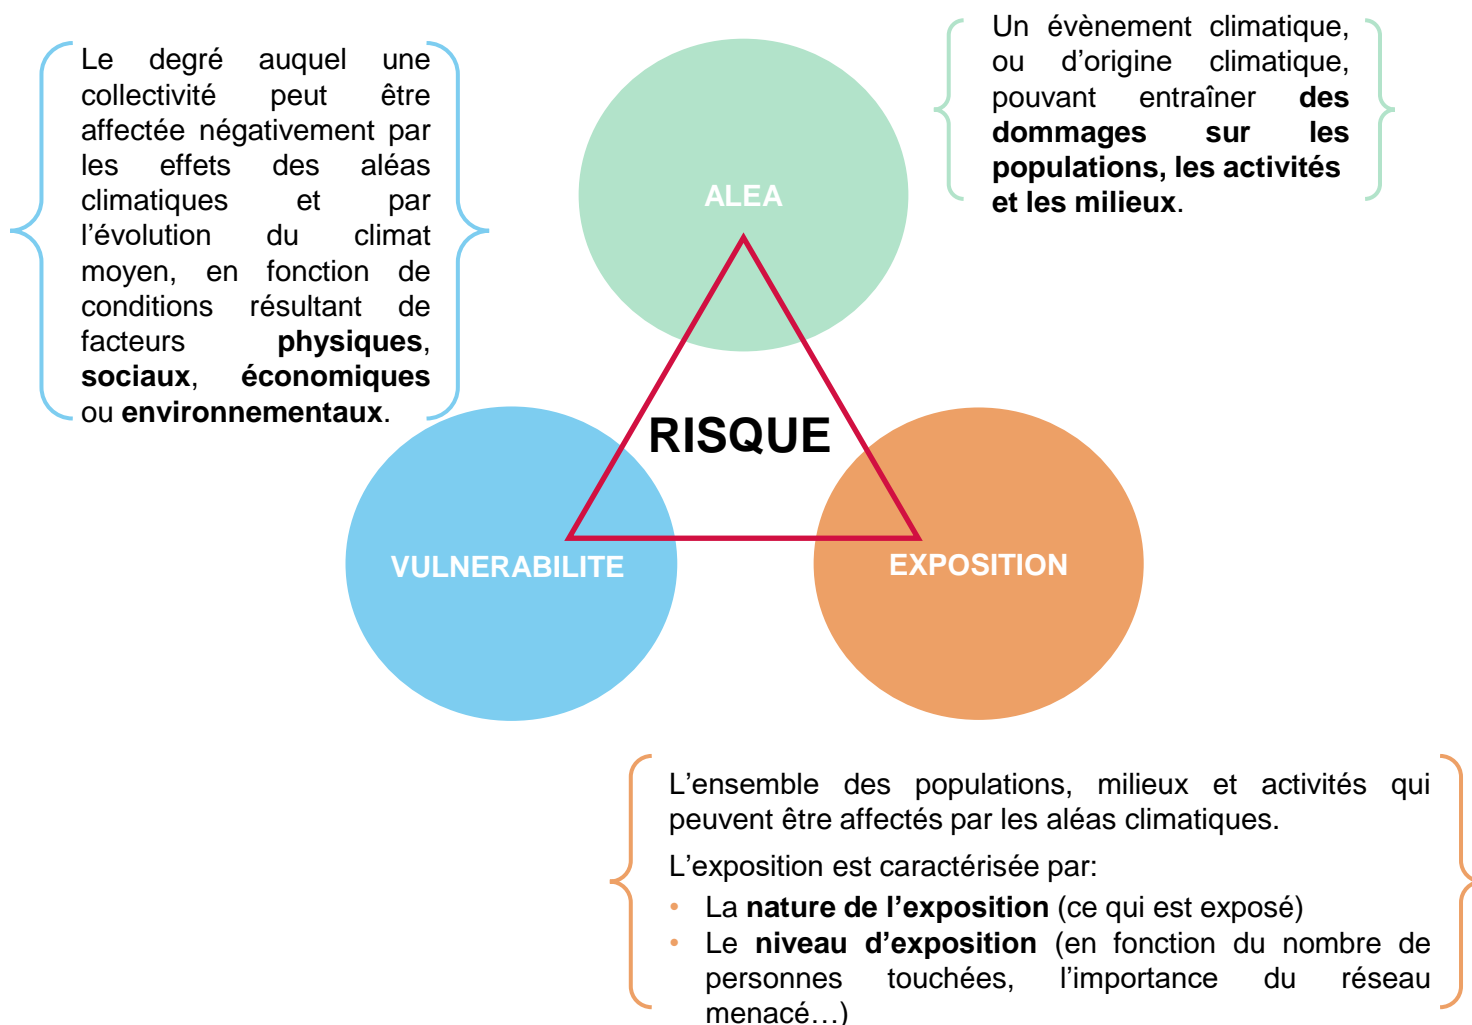 Le degré auquel une
collectivité peut être
affectée négativement par
les effets des aléas
climatiques et par
l’évolution du climat
moyen, en fonction de
conditions résultant de
facteurs physiques,
sociaux, économiques
ou environnementaux.
Un évènement climatique,
ou d’origine climatique,
pouvant entraîner des
dommages sur les
populations, les activités
et les milieux.
ALEA
RISQUE
VULNERABILITE
EXPOSITION
L’ensemble des populations, milieux et activités qui
peuvent être affectés par les aléas climatiques.
L’exposition est caractérisée par:
• La nature de l’exposition (ce qui est exposé)
• Le niveau d’exposition (en fonction du nombre de
personnes touchées, l’importance du réseau
menacé…)